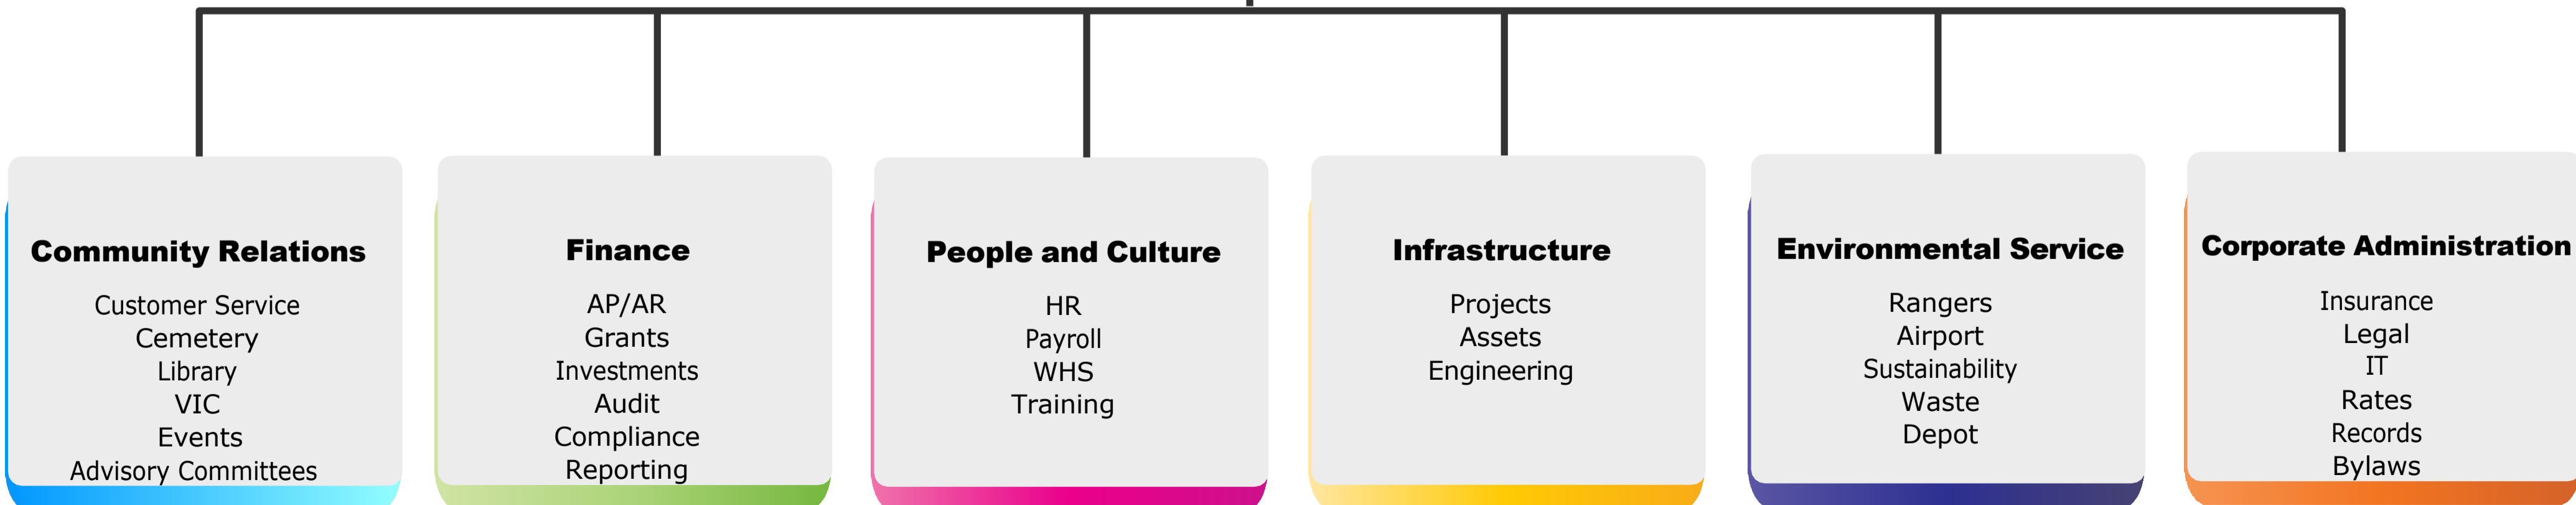 Community Relations
Customer Service
Cemetery
Library
VIC
Events
Advisory Committees
Finance
AP/AR
Grants
Investments
Audit
Compliance
Reporting
People and Culture
HR
Payroll
WHS
Training
Infrastructure
Projects
Assets
Engineering
Environmental Service
Rangers
Airport
Sustainability
Waste
Depot
Corporate Administration
Insurance
Legal
IT
Rates
Records
Bylaws